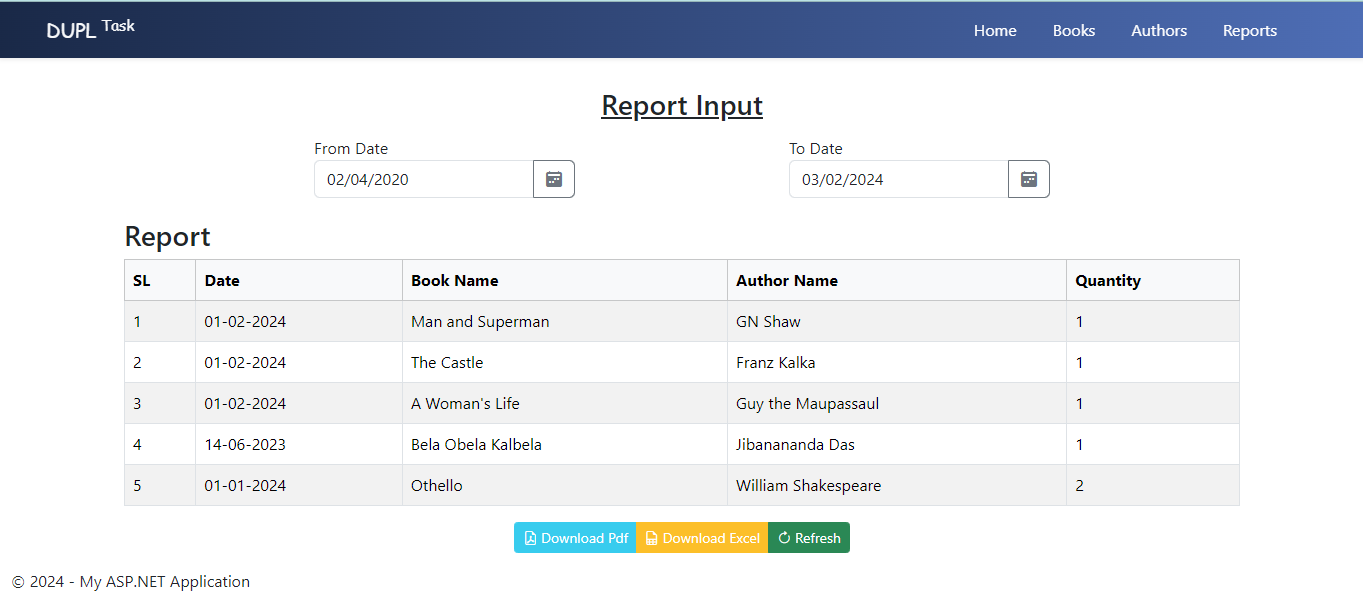 DUPL Task Home Books Authors Reports
Report Input
From Date To Date
02/04/2020 03/02/2024
Report
SL Date Book Name Author Name Quantity
1 01-02-2024 Man and Superman GN Shaw 1
2 01-02-2024 The Castle Franz Kalka 1
3 01-02-2024 A Woman's Life Guy the Maupassaul 1
4 14-06-2023 Bela Obela Kalbela Jibanananda Das 1
5 01-01-2024 Othello William Shakespeare 2
Download Pdf Download Excel Refresh
© 2024 - My ASP.NET Application